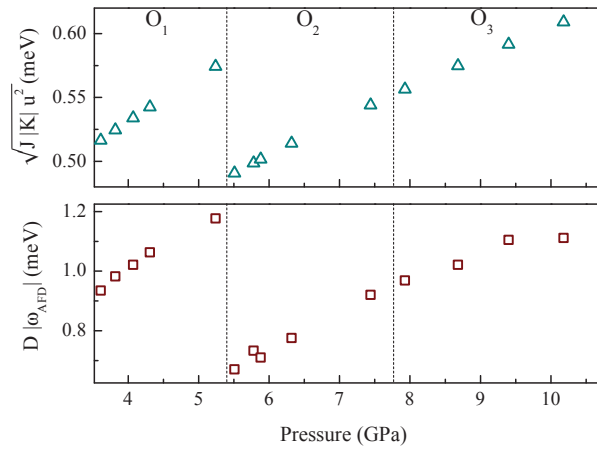 O₁ O₂ O₃
√J |K| u² (meV)
0.60
0.55
0.50
D |ω_AFD| (meV)
1.2
1.0
0.8
4 5 6 7 8 9 10
Pressure (GPa)